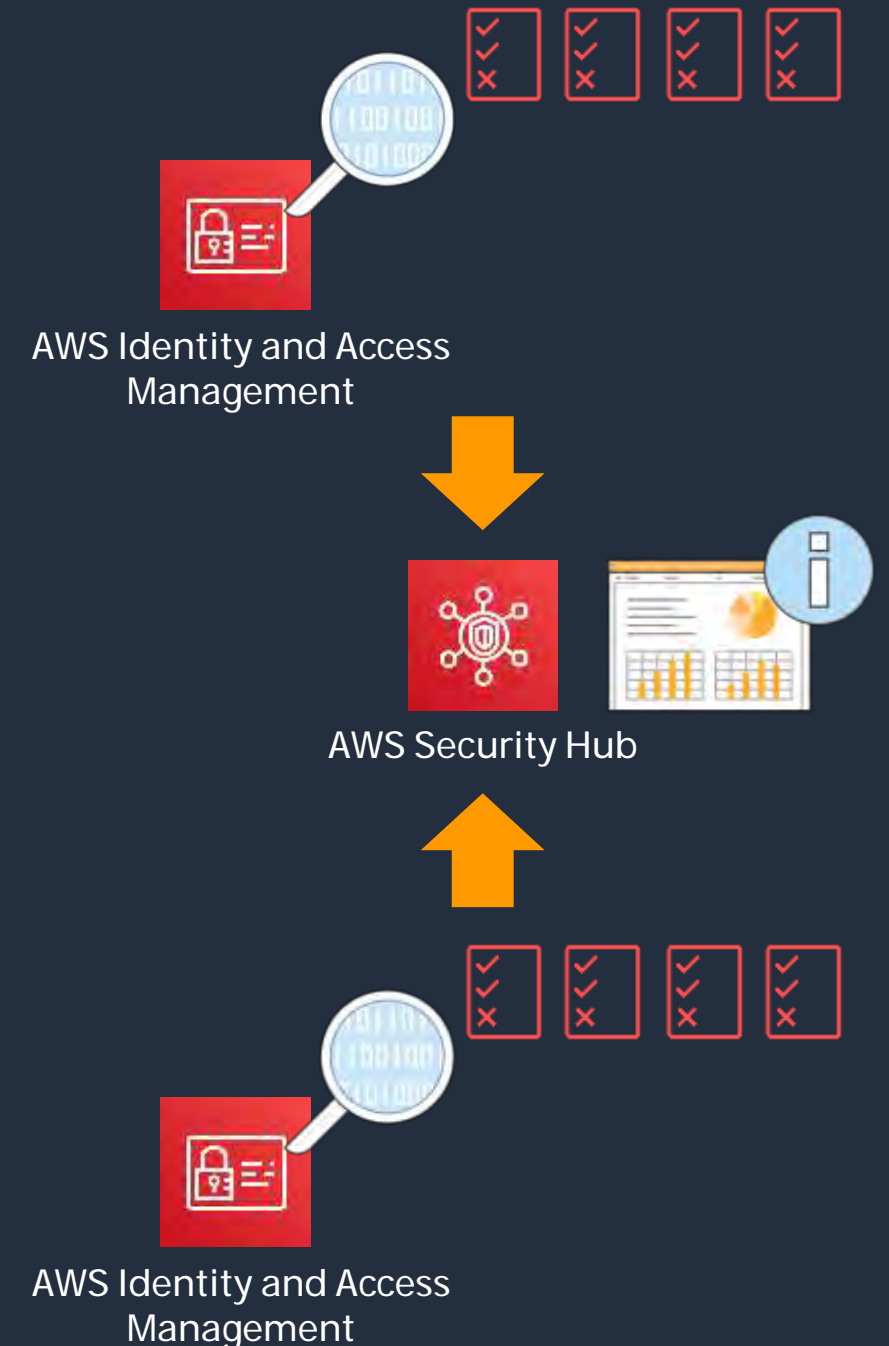 AWS Identity and Access
Management
AWS Security Hub
AWS Identity and Access
Management